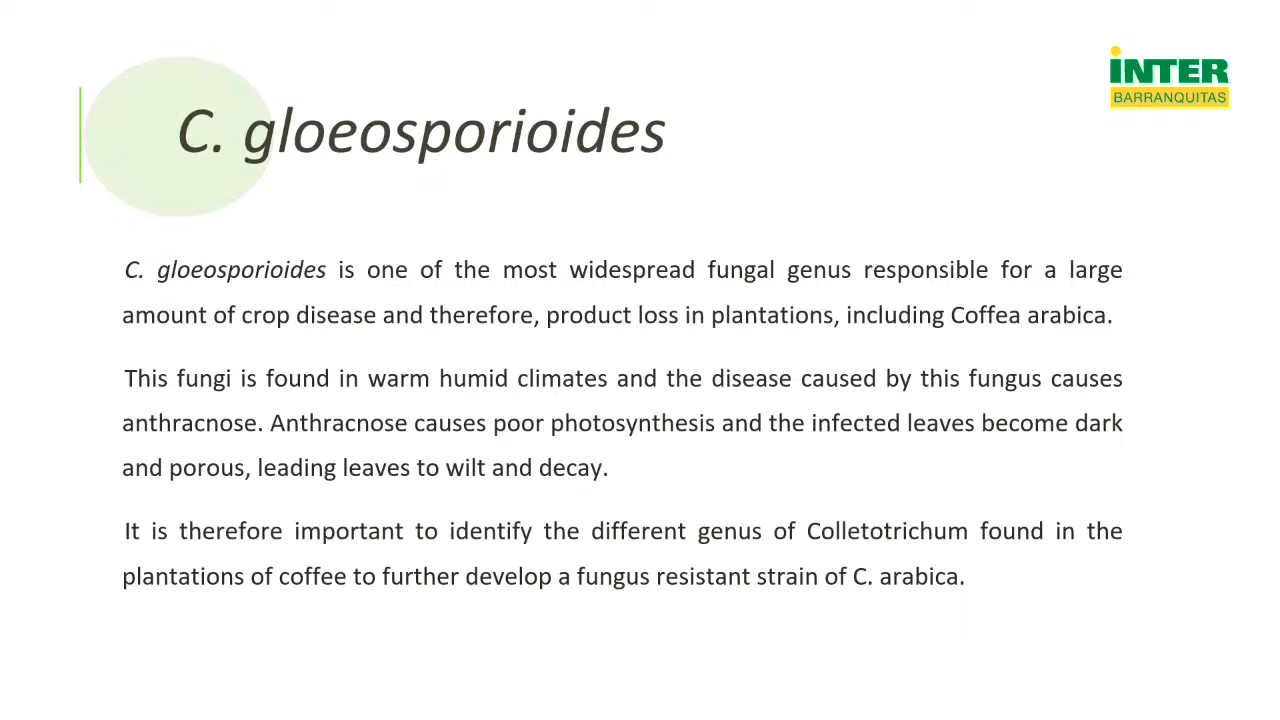 INTER
BARRANQUITAS
C. gloeosporioides
C. gloeosporioides is one of the most widespread fungal genus responsible for a large
amount of crop disease and therefore, product loss in plantations, including Coffea arabica.
This fungi is found in warm humid climates and the disease caused by this fungus causes
anthracnose. Anthracnose causes poor photosynthesis and the infected leaves become dark
and porous, leading leaves to wilt and decay.
It is therefore important to identify the different genus of Colletotrichum found in the
plantations of coffee to further develop a fungus resistant strain of C. arabica.